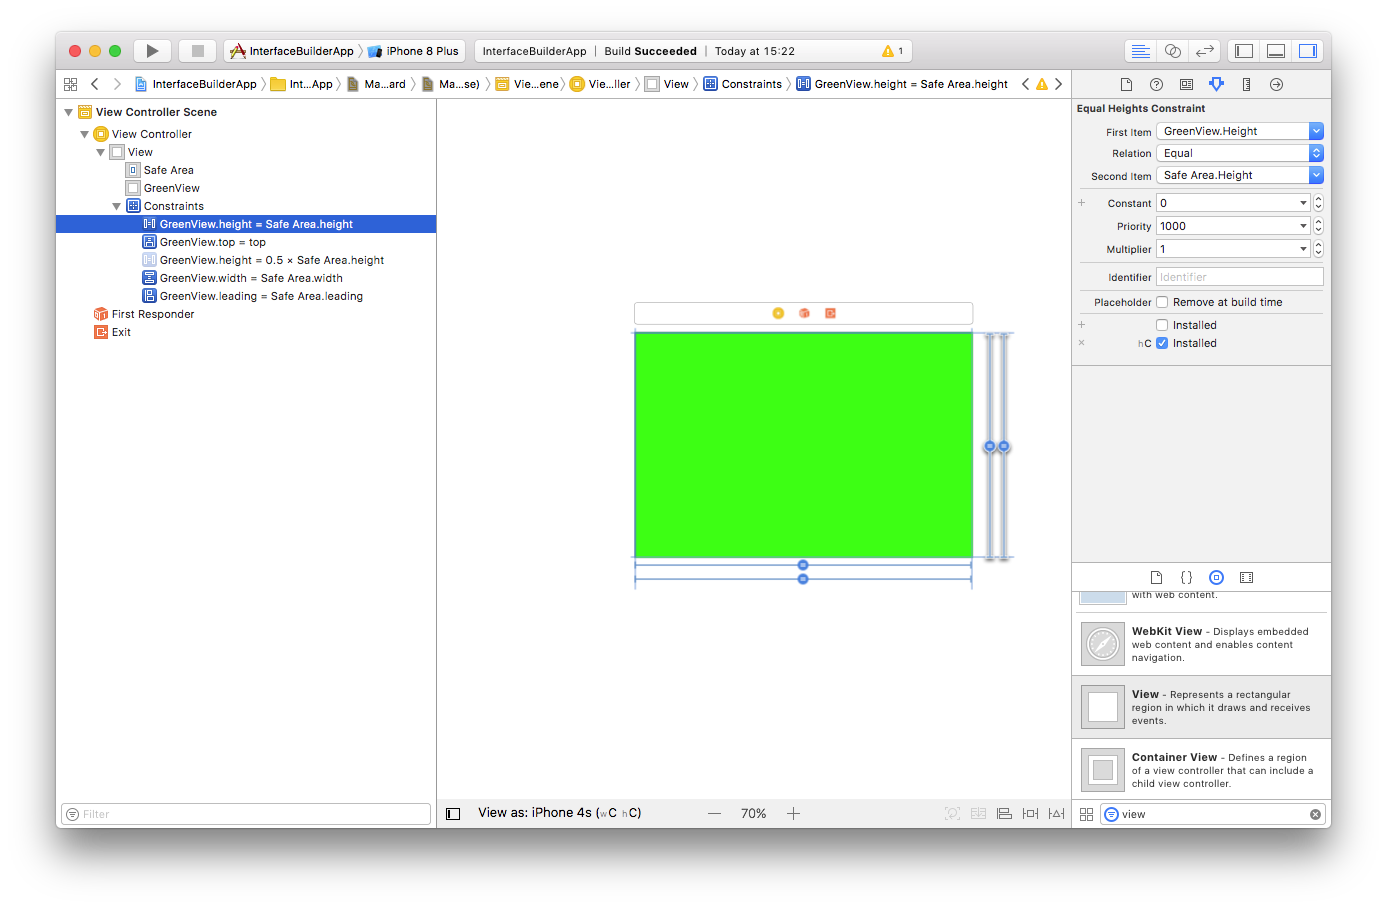 InterfaceBuilderApp
iPhone 8 Plus
InterfaceBuilderApp | Build Succeeded | Today at 15:22
1
InterfaceBuilderApp
Int...App
Ma...ard
Ma...se)
Vie...ene
Vie...ller
View
Constraints
GreenView.height = Safe Area.height
View Controller Scene
View Controller
View
Safe Area
GreenView
Constraints
GreenView.height = Safe Area.height
GreenView.top = top
GreenView.height = 0.5 × Safe Area.height
GreenView.width = Safe Area.width
GreenView.leading = Safe Area.leading
First Responder
Exit
Filter
View as: iPhone 4s (wC hC)
70%
Equal Heights Constraint
First Item GreenView.Height
Relation Equal
Second Item Safe Area.Height
Constant 0
Priority 1000
Multiplier 1
Identifier Identifier
Placeholder Remove at build time
Installed
hC Installed
with web content.
WebKit View - Displays embedded
web content and enables content
navigation.
View - Represents a rectangular
region in which it draws and receives
events.
Container View - Defines a region
of a view controller that can include a
child view controller.
view